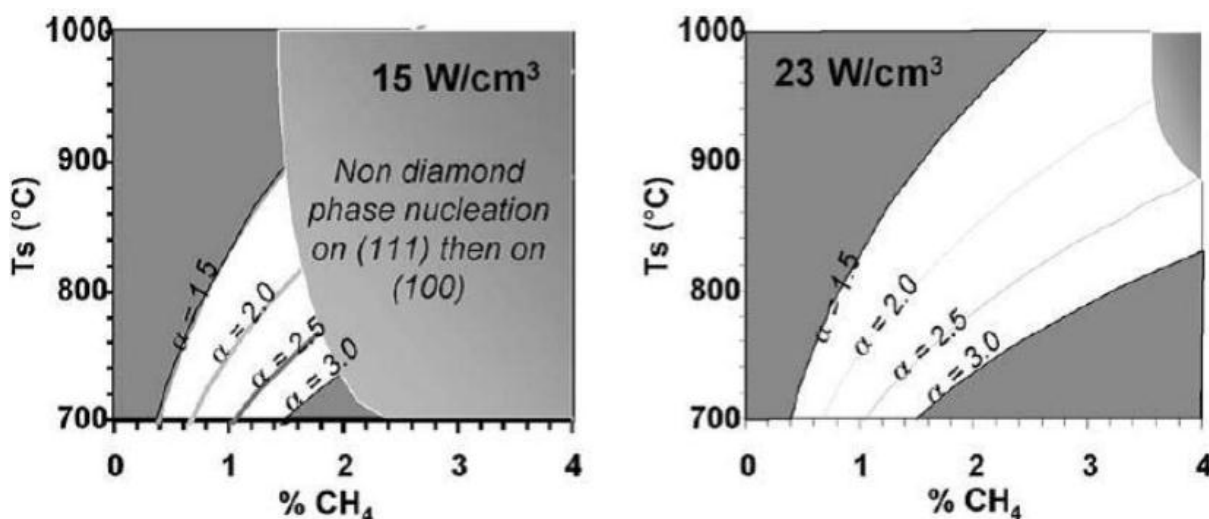 1000
900
800
700
Ts (°C)
15 W/cm³
Non diamond
phase nucleation
on (111) then on
(100)
α = 1.5
α = 2.0
α = 2.5
α = 3.0
0 1 2 3 4
% CH₄
1000
900
800
700
Ts (°C)
23 W/cm³
α = 1.5
α = 2.0
α = 2.5
α = 3.0
0 1 2 3 4
% CH₄